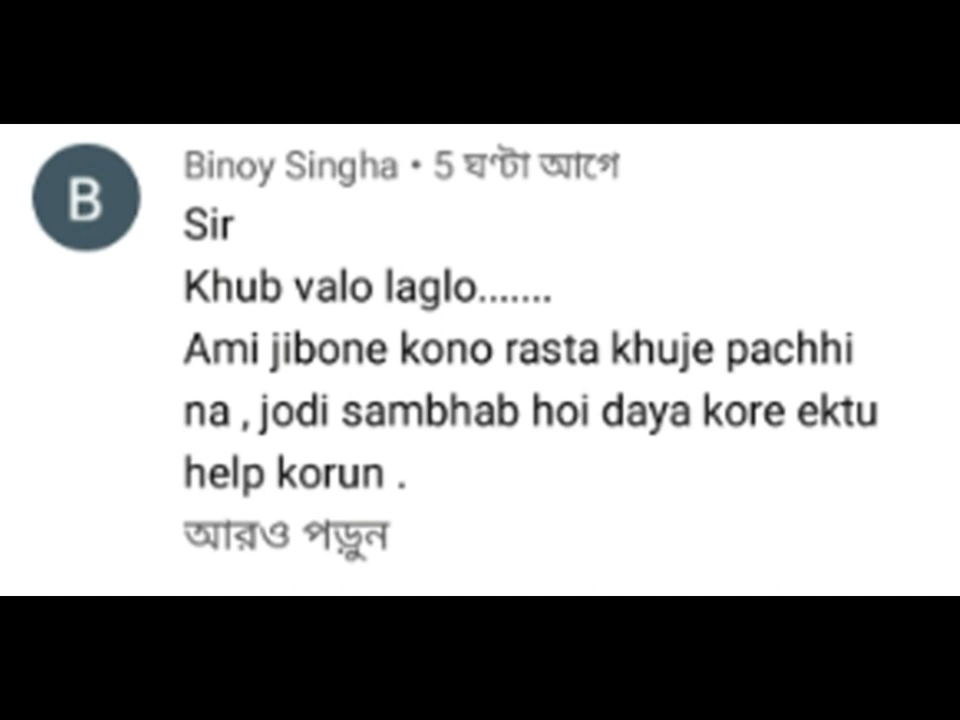 B
Binoy Singha • 5 ঘণ্টা আগে
Sir
Khub valo laglo.......
Ami jibone kono rasta khuje pachhi
na , jodi sambhab hoi daya kore ektu
help korun .
আরও পড়ুন